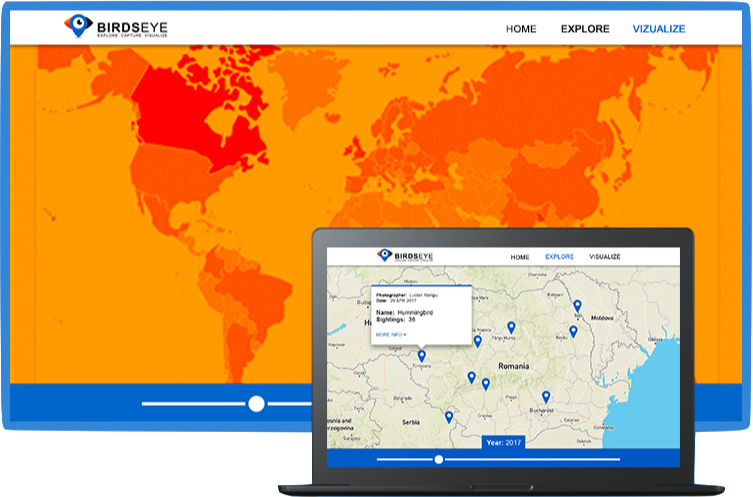 BIRDSEYE
EXPLORE. CAPTURE. VISUALIZE.
HOME EXPLORE VIZUALIZE
BIRDSEYE
HOME EXPLORE VISUALIZE
Photographer: Lucian Mangu
Date: 29 APR 2017
Name: Hummingbird
Sightings: 36
MORE INFO »
Moldova
Romania
Bucharest
Serbia
Constanta
Year: 2017